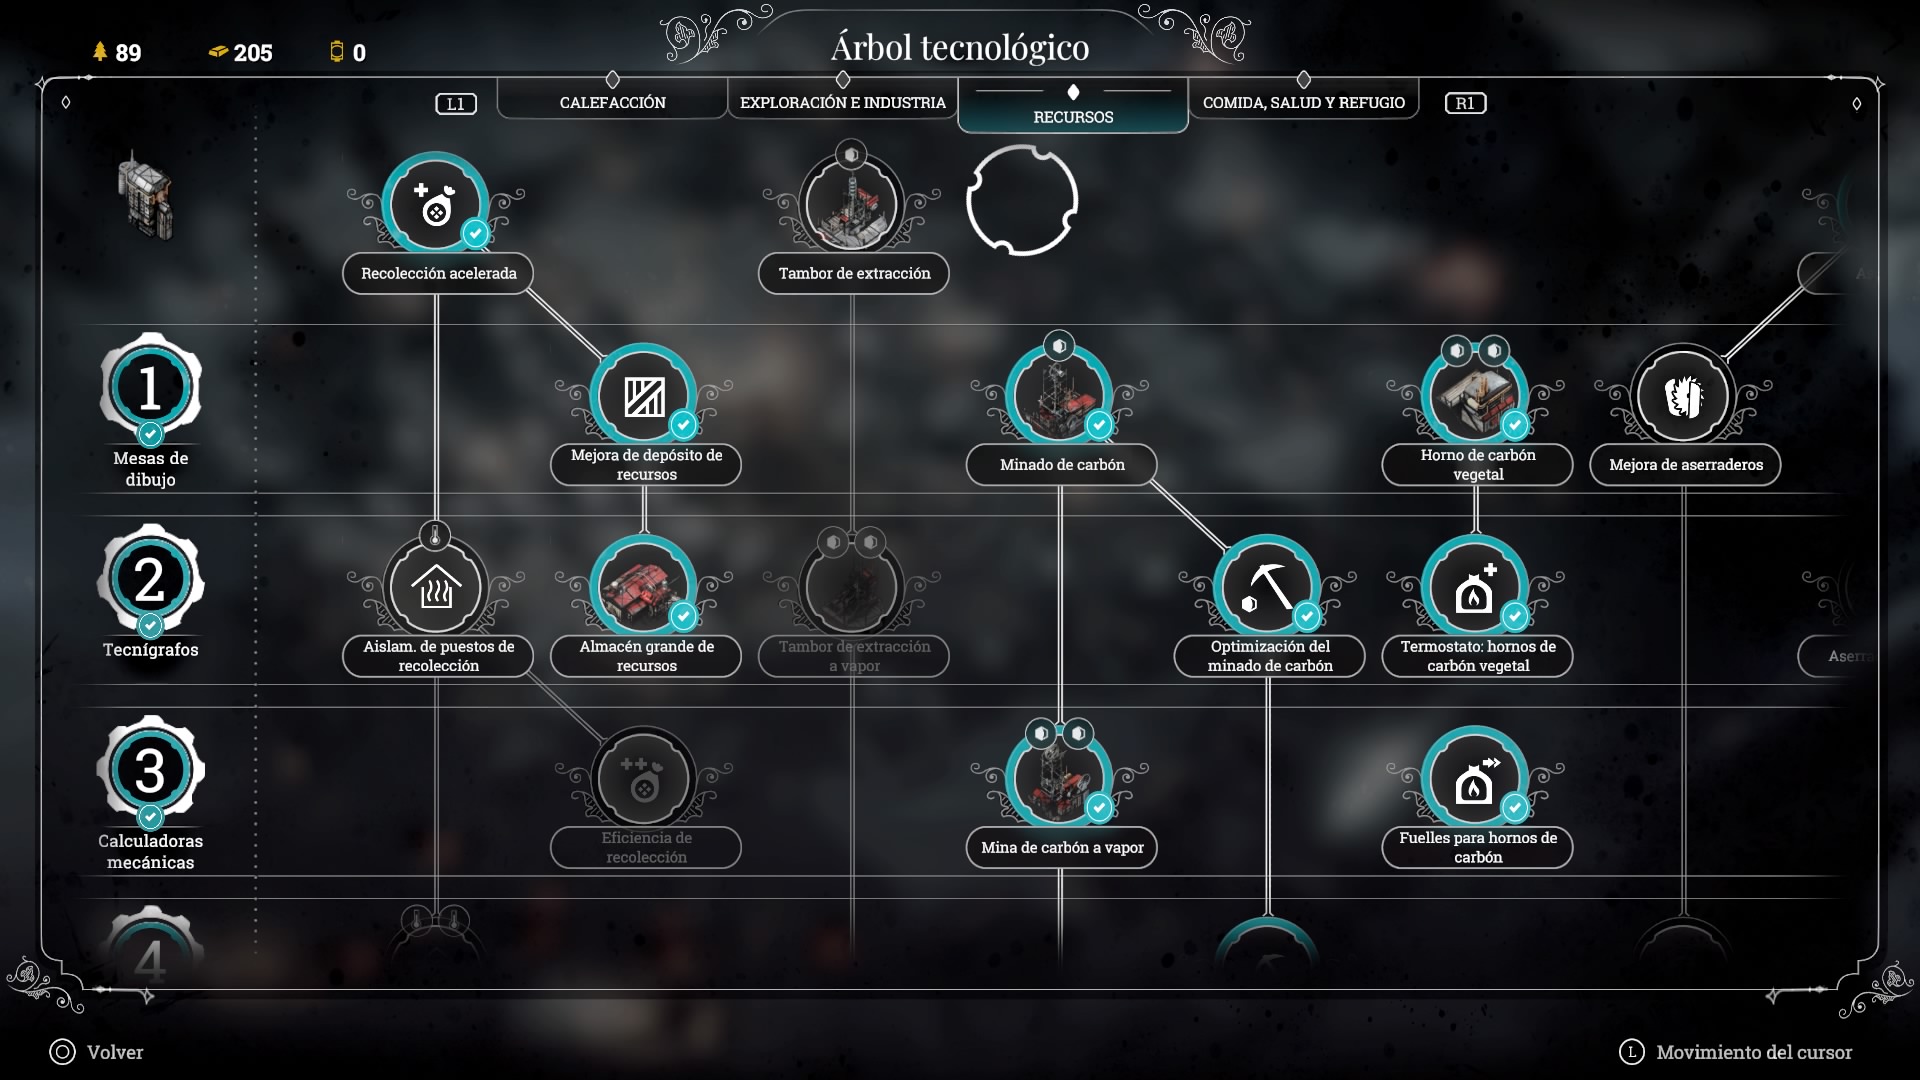 89 205 0
Árbol tecnológico
L1 CALEFACCIÓN EXPLORACIÓN E INDUSTRIA RECURSOS COMIDA, SALUD Y REFUGIO R1
Recolección acelerada
Tambor de extracción
1
Mesas de
dibujo
Mejora de depósito de
recursos
Minado de carbón
Horno de carbón
vegetal
Mejora de aserraderos
2
Tecnígrafos
Aislam. de puestos de
recolección
Almacén grande de
recursos
Tambor de extracción
a vapor
Optimización del
minado de carbón
Termostato: hornos de
carbón vegetal
3
Calculadoras
mecánicas
Eficiencia de
recolección
Mina de carbón a vapor
Fuelles para hornos de
carbón
4
Volver
L Movimiento del cursor